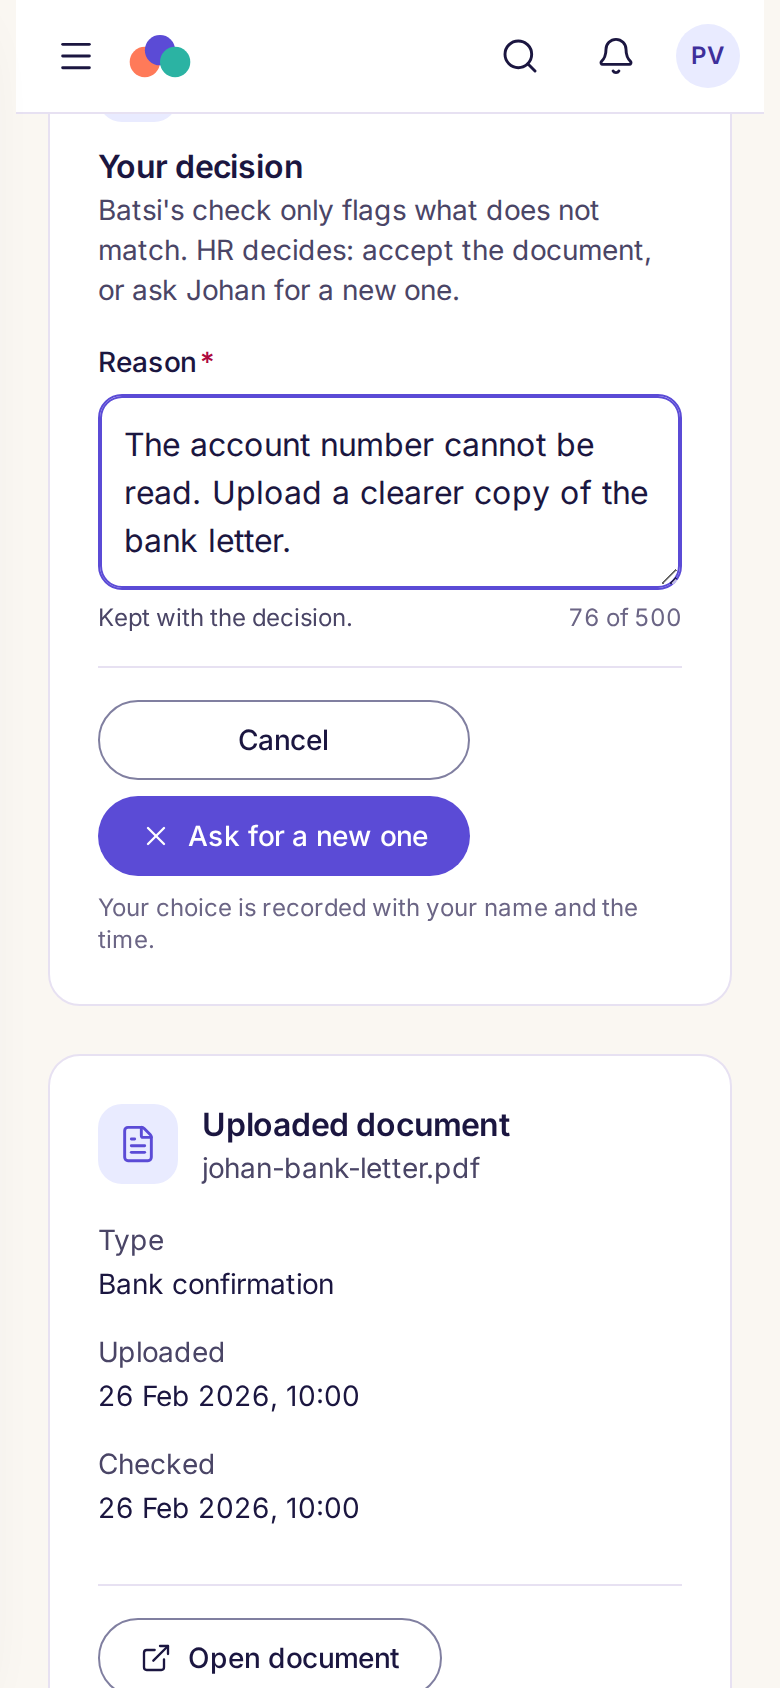 PV
Your decision
Batsi's check only flags what does not
match. HR decides: accept the document,
or ask Johan for a new one.
Reason*
The account number cannot be
read. Upload a clearer copy of the
bank letter.
Kept with the decision.
76 of 500
Cancel
Ask for a new one
Your choice is recorded with your name and the
time.
Uploaded document
johan-bank-letter.pdf
Type
Bank confirmation
Uploaded
26 Feb 2026, 10:00
Checked
26 Feb 2026, 10:00
Open document